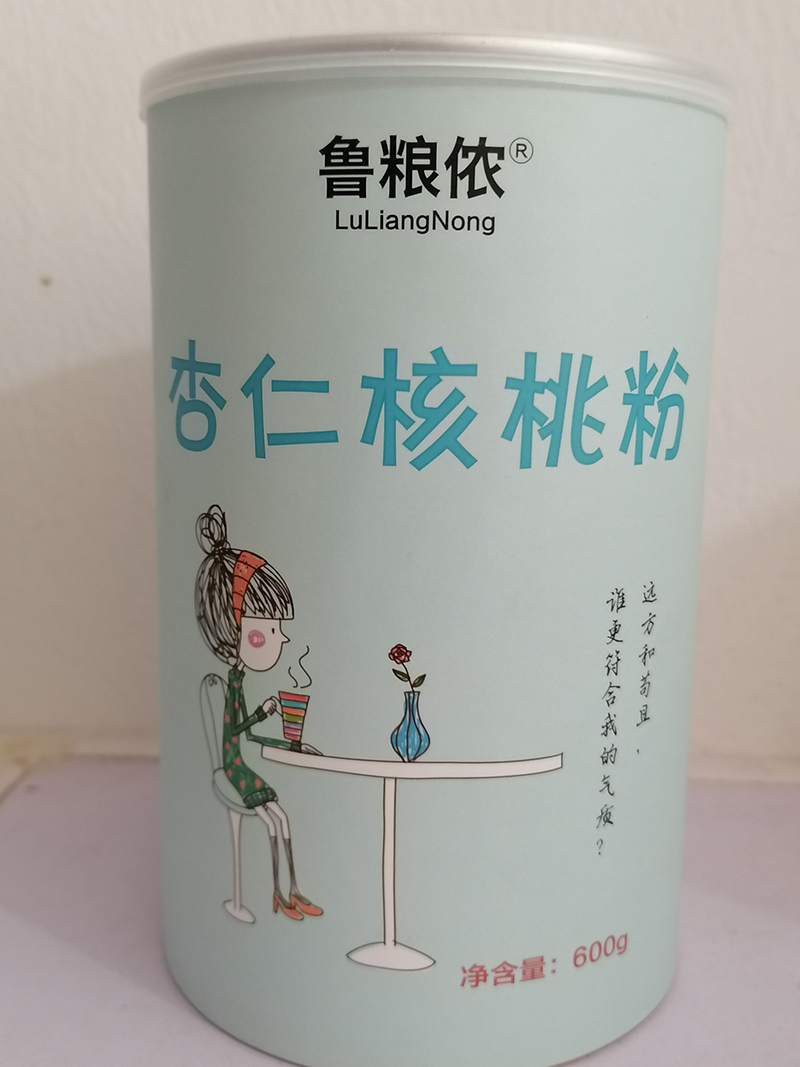 鲁粮侬®
LuLiangNong
杏仁核桃粉
远方和苟且,
谁更符合我的气质?
净含量: 600g